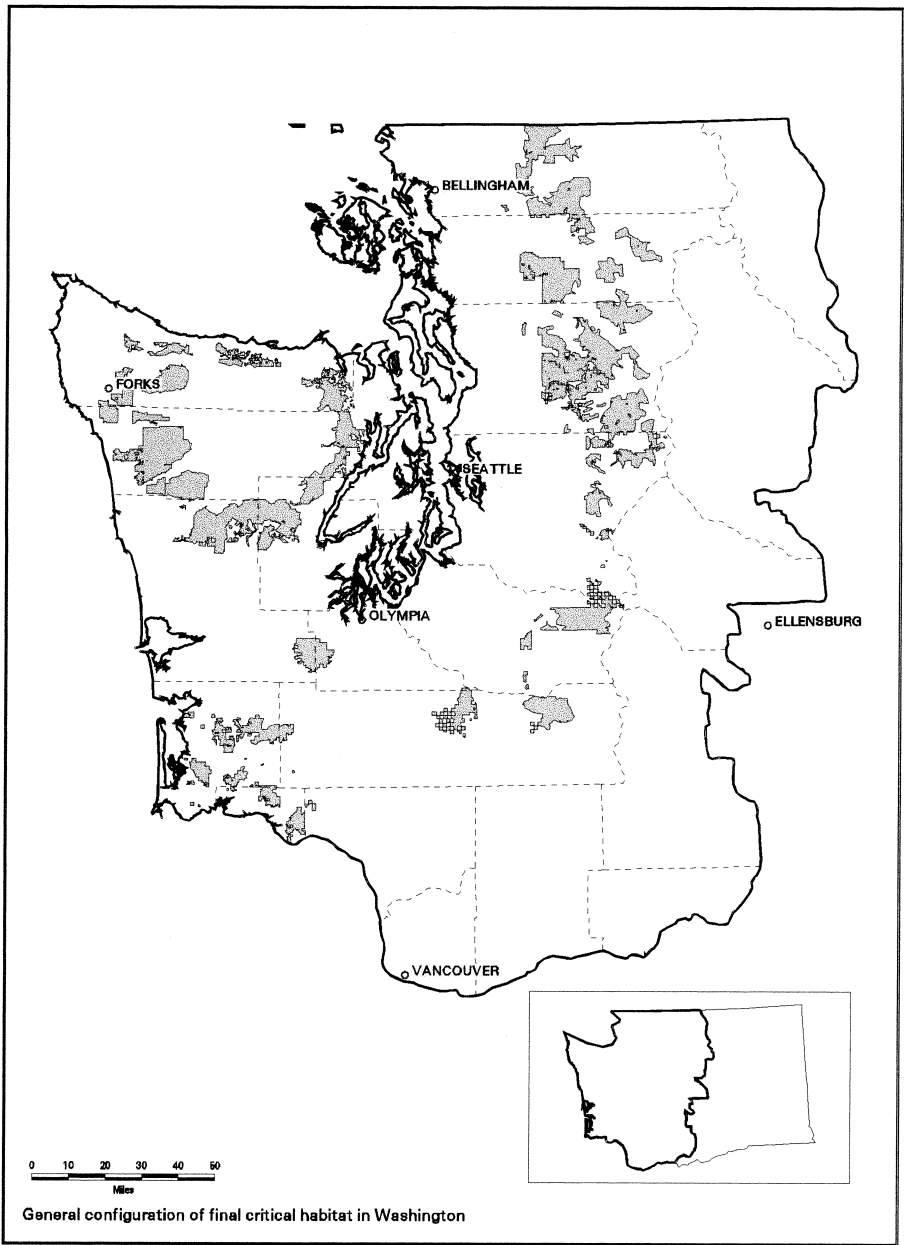 BELLINGHAM
FORKS
SEATTLE
OLYMPIA
ELLENSBURG
VANCOUVER
0 10 20 30 40 50
Miles
General configuration of final critical habitat in Washington